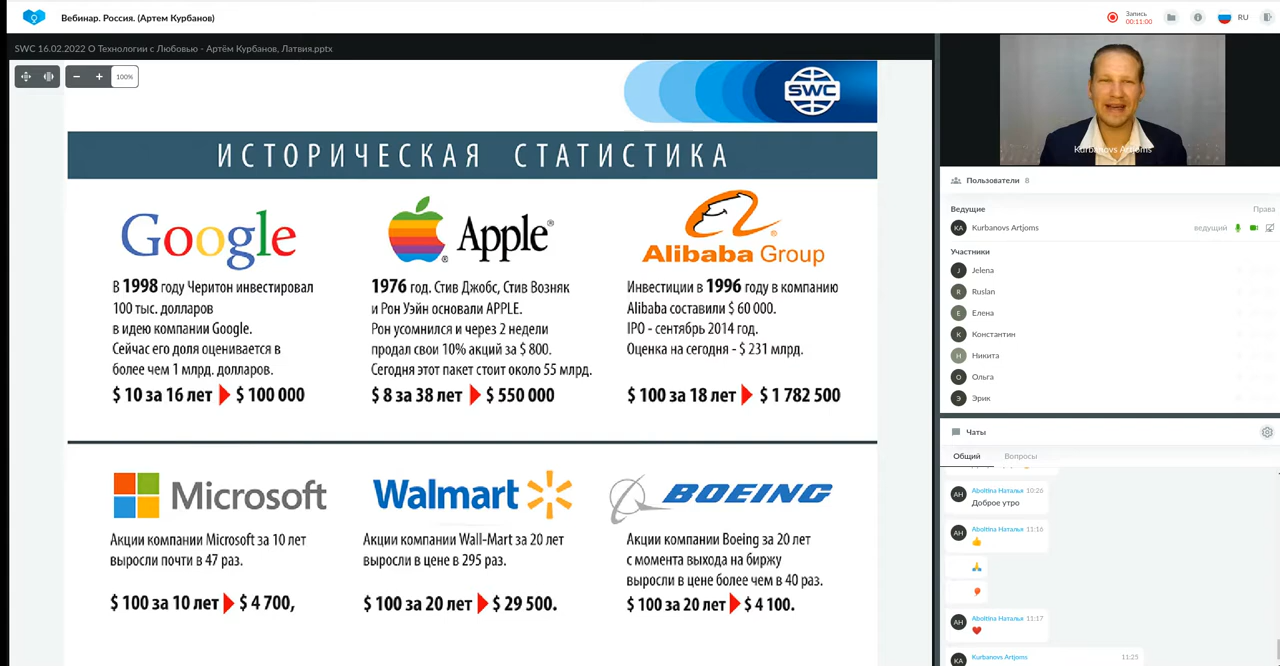 Вебинар. Россия. (Артем Курбанов)
Запись
00:11:00
RU
SWC 16.02.2022 О Технологии с Любовью - Артём Курбанов, Латвия.pptx
100%
SWC
ИСТОРИЧЕСКАЯ СТАТИСТИКА
Google
В 1998 году Черитон инвестировал
100 тыс. долларов
в идею компании Google.
Сейчас его доля оценивается в
более чем 1 млрд. долларов.
$ 10 за 16 лет $ 100 000
Apple®
1976 год. Стив Джобс, Стив Возняк
и Рон Уэйн основали APPLE.
Рон усомнился и через 2 недели
продал свои 10% акций за $ 800.
Сегодня этот пакет стоит около 55 млрд.
$ 8 за 38 лет $ 550 000
Alibaba Group
Инвестиции в 1996 году в компанию
Alibaba составили $ 60 000.
IPO - сентябрь 2014 год.
Оценка на сегодня - $ 231 млрд.
$ 100 за 18 лет $ 1 782 500
Microsoft
Акции компании Microsoft за 10 лет
выросли почти в 47 раз.
$ 100 за 10 лет $ 4 700,
Walmart
Акции компании Wall-Mart за 20 лет
выросли в цене в 295 раз.
$ 100 за 20 лет $ 29 500.
BOEING
Акции компании Boeing за 20 лет
с момента выхода на биржу
выросли в цене более чем в 40 раз.
$ 100 за 20 лет $ 4 100.
Kurbanovs Artjoms
Пользователи 8
Ведущие Права
KA Kurbanovs Artjoms ведущий
Участники
J Jelena
R Ruslan
Е Елена
К Константин
Н Никита
О Ольга
Э Эрик
Чаты
Общий Вопросы
АН Aboltina Наталья 10:26
Доброе утро
АН Aboltina Наталья 11:16
АН Aboltina Наталья 11:17
KA Kurbanovs Artjoms 11:25